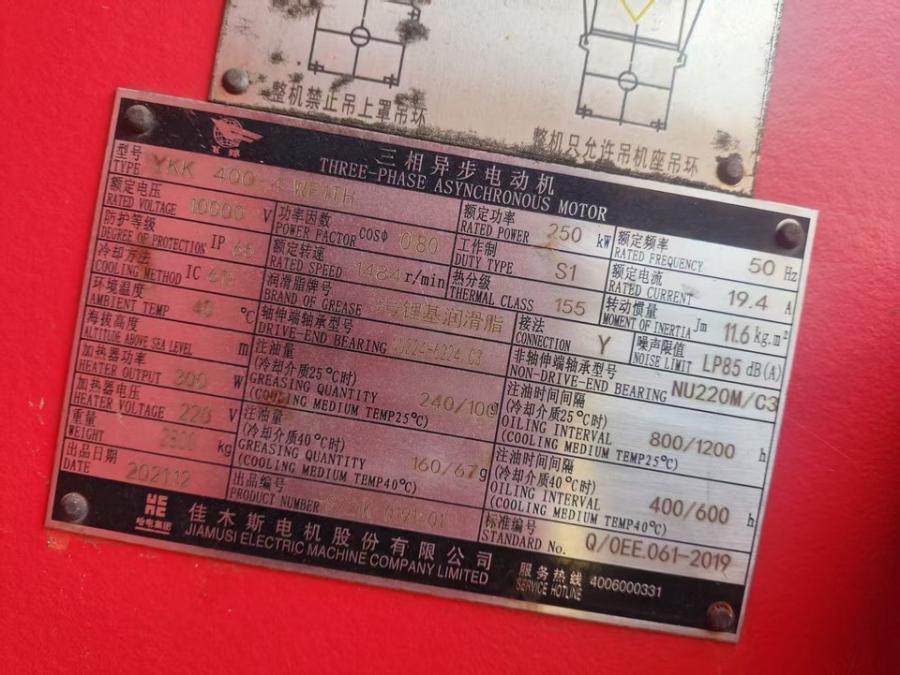 整机禁止吊上罩吊环
整机只允许吊机座吊环
三相异步电动机
THREE-PHASE ASYNCHRONOUS MOTOR
型号
TYPE YKK 400-4
额定电压
RATED VOLTAGE 10000 V
功率因数
POWER FACTOR COSΦ 0.80
额定功率
RATED POWER 250 kW
额定频率
RATED FREQUENCY 50 Hz
防护等级
DEGREE OF PROTECTION IP
额定转速
RATED SPEED 1484 r/min
工作制
DUTY TYPE S1
额定电流
RATED CURRENT 19.4 A
冷却方法
COOLING METHOD IC
润滑脂牌号
BRAND OF GREASE 锂基润滑脂
热分级
THERMAL CLASS 155
转动惯量
MOMENT OF INERTIA Jm 11.6 kg.m²
环境温度
AMBIENT TEMP 40 °C
轴伸端轴承型号
DRIVE-END BEARING
接法
CONNECTION Y
噪声限值
NOISE LIMIT LP85 dB(A)
海拔高度
ALTITUDE ABOVE SEA LEVEL m
非轴伸端轴承型号
NON-DRIVE-END BEARING NU220M/C3
加热器功率
HEATER OUTPUT 300 W
注油量
(冷却介质25℃时)
GREASING QUANTITY 240/100
(COOLING MEDIUM TEMP25℃)
注油时间间隔
(冷却介质25℃时)
OILING INTERVAL 800/1200 h
(COOLING MEDIUM TEMP25℃)
加热器电压
HEATER VOLTAGE 220 V
重量
WEIGHT kg
注油量
(冷却介质40℃时)
GREASING QUANTITY 160/67 g
(COOLING MEDIUM TEMP40℃)
注油时间间隔
(冷却介质40℃时)
OILING INTERVAL 400/600 h
(COOLING MEDIUM TEMP40℃)
出品日期
DATE 202112
出品编号
PRODUCT NUMBER
标准编号
STANDARD No. Q/0EE.061-2019
哈电集团
佳木斯电机股份有限公司
JIAMUSI ELECTRIC MACHINE COMPANY LIMITED
服务热线 4006000331
SERVICE HOTLINE